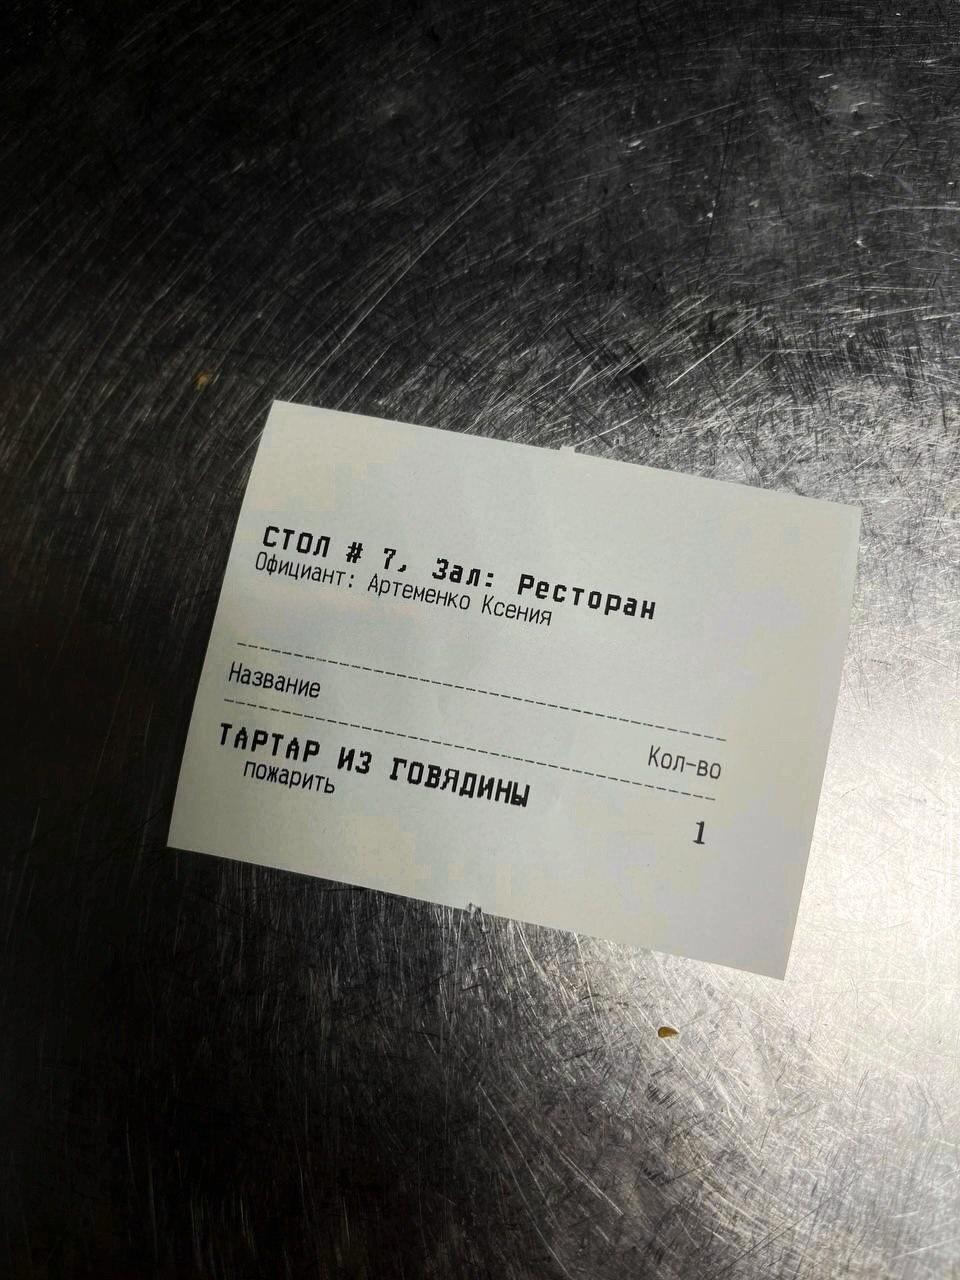 СТОЛ # 7, Зал: Ресторан
Официант: Артеменко Ксения
Название
Кол-во
ТАРТАР ИЗ ГОВЯДИНЫ
1
пожарить